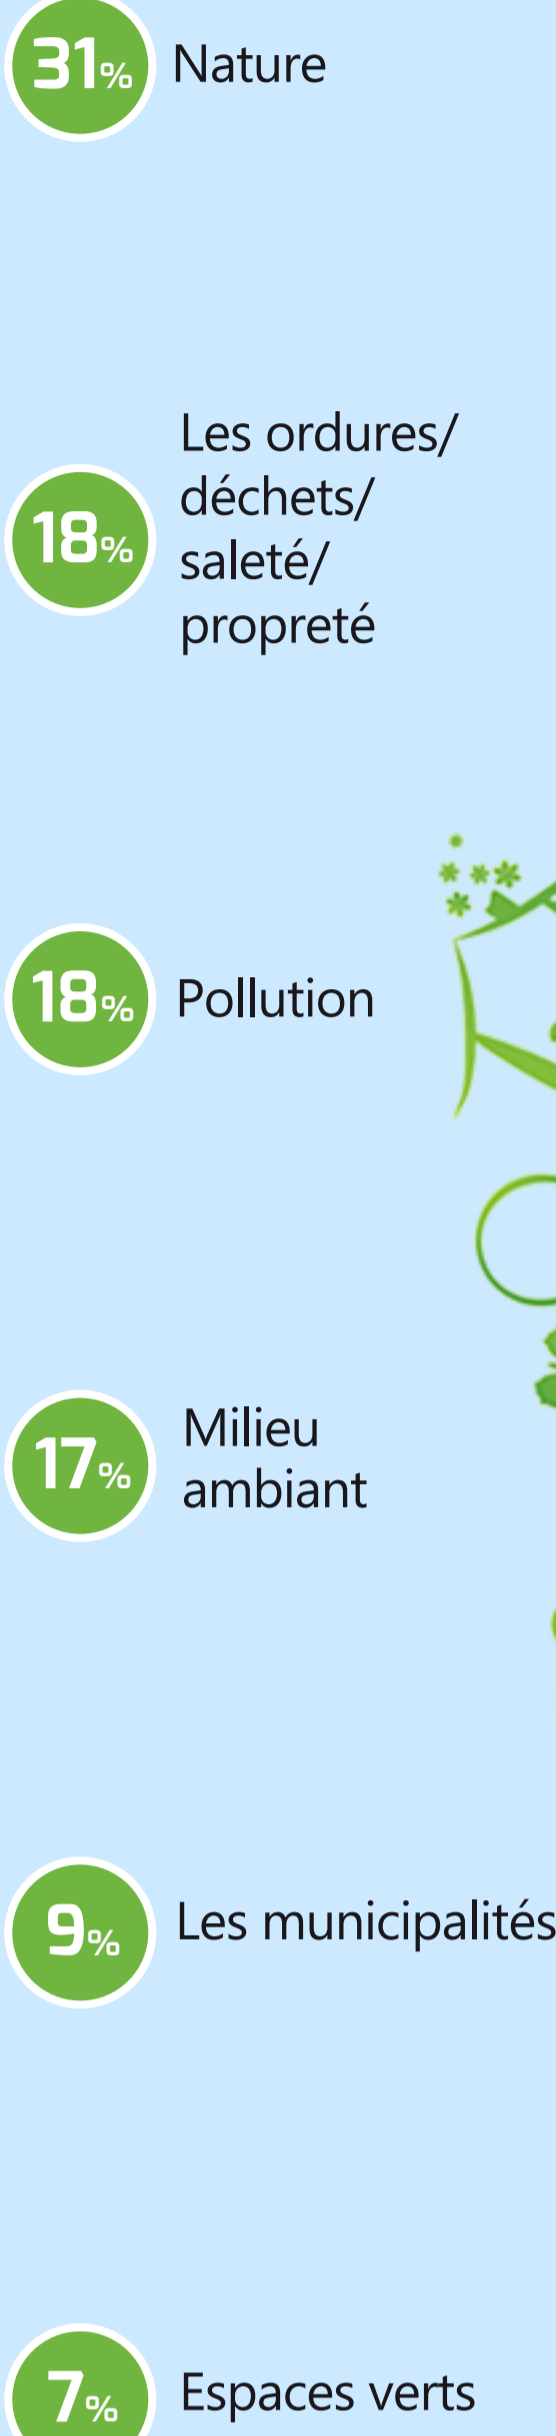 31% Nature
Les ordures/
déchets/
18%
saleté/
propreté
18% Pollution
Milieu
17%
ambiant
9% Les municipalités
7% Espaces verts